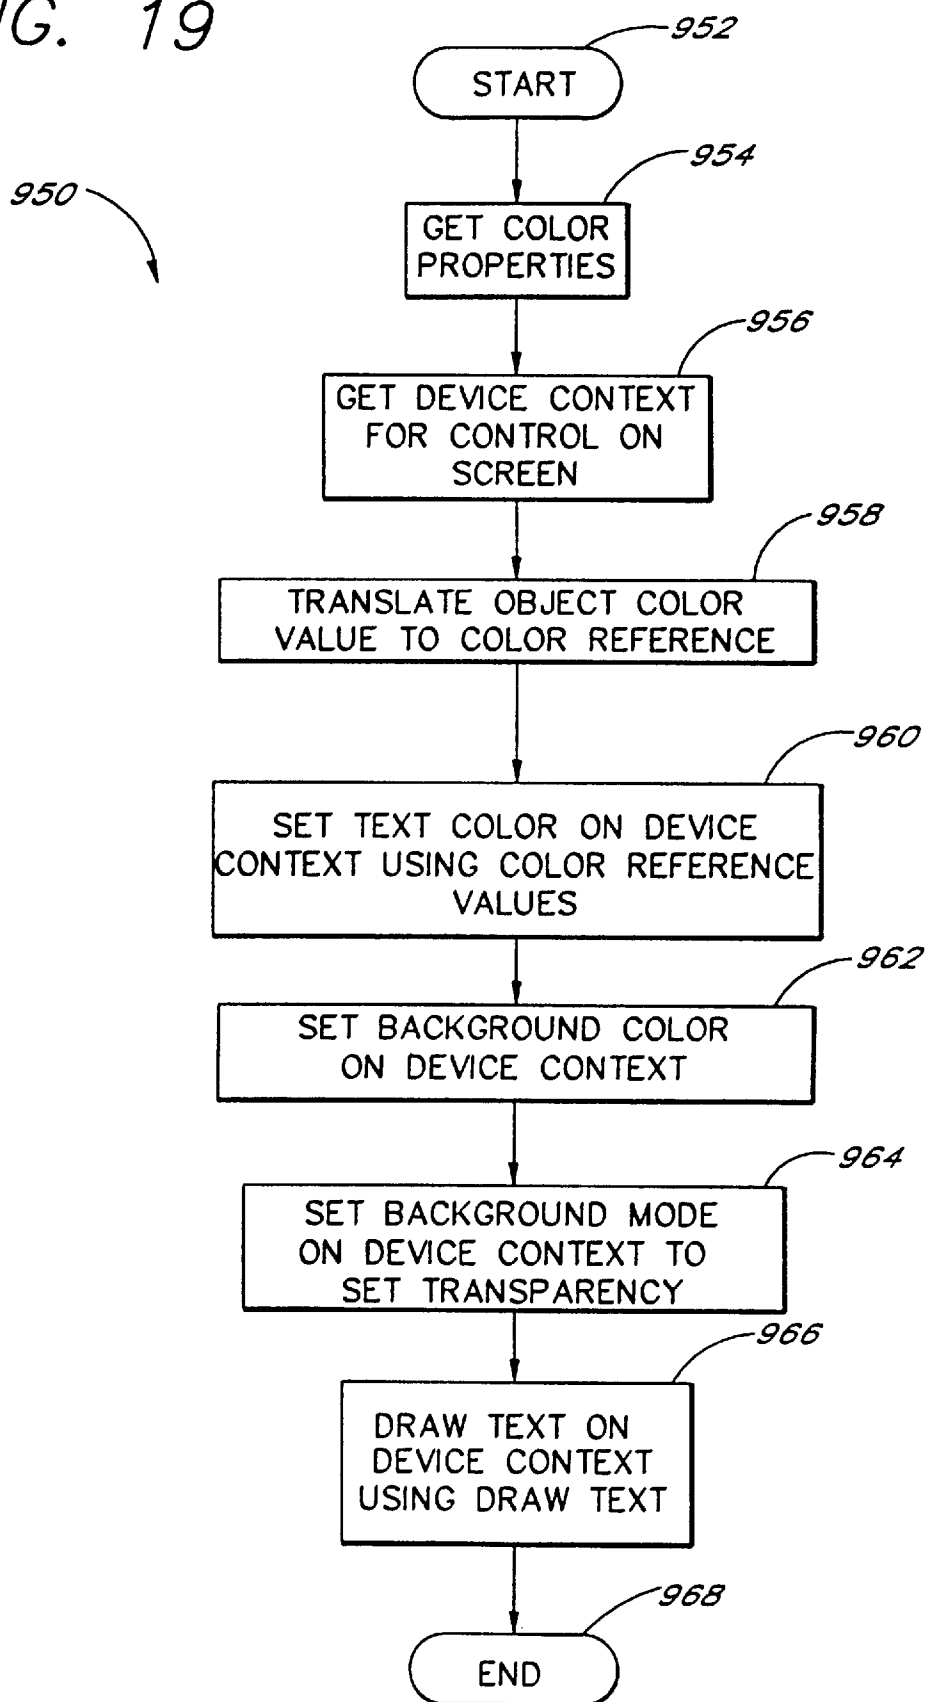 G. 19
952
START
954
950
GET COLOR
PROPERTIES
956
GET DEVICE CONTEXT
FOR CONTROL ON
SCREEN
958
TRANSLATE OBJECT COLOR
VALUE TO COLOR REFERENCE
960
SET TEXT COLOR ON DEVICE
CONTEXT USING COLOR REFERENCE
VALUES
962
SET BACKGROUND COLOR
ON DEVICE CONTEXT
964
SET BACKGROUND MODE
ON DEVICE CONTEXT TO
SET TRANSPARENCY
966
DRAW TEXT ON
DEVICE CONTEXT
USING DRAW TEXT
968
END